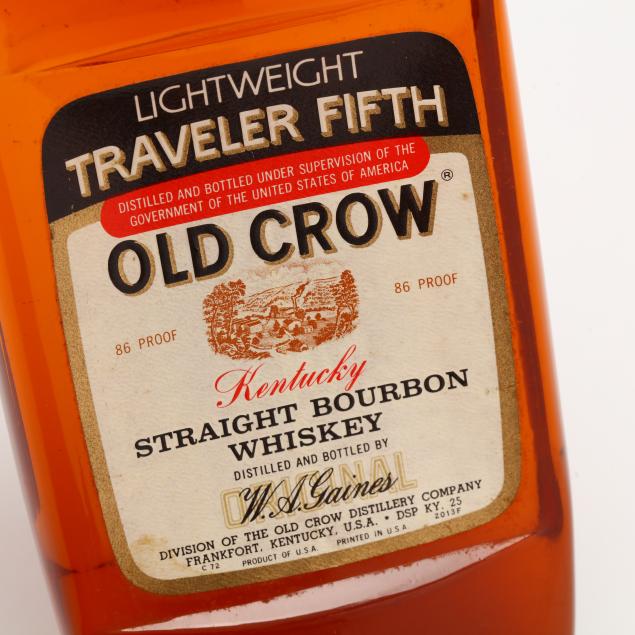 LIGHTWEIGHT
TRAVELER FIFTH
DISTILLED AND BOTTLED UNDER SUPERVISION OF THE
GOVERNMENT OF THE UNITED STATES OF AMERICA
OLD CROW®
86 PROOF
86 PROOF
Kentucky
STRAIGHT BOURBON
WHISKEY
DISTILLED AND BOTTLED BY
ORIGINAL
W.A.Gaines
DIVISION OF THE OLD CROW DISTILLERY COMPANY
FRANKFORT, KENTUCKY, U.S.A. • DSP KY. 25
C 72 PRODUCT OF U.S.A. PRINTED IN U.S.A. 2013F